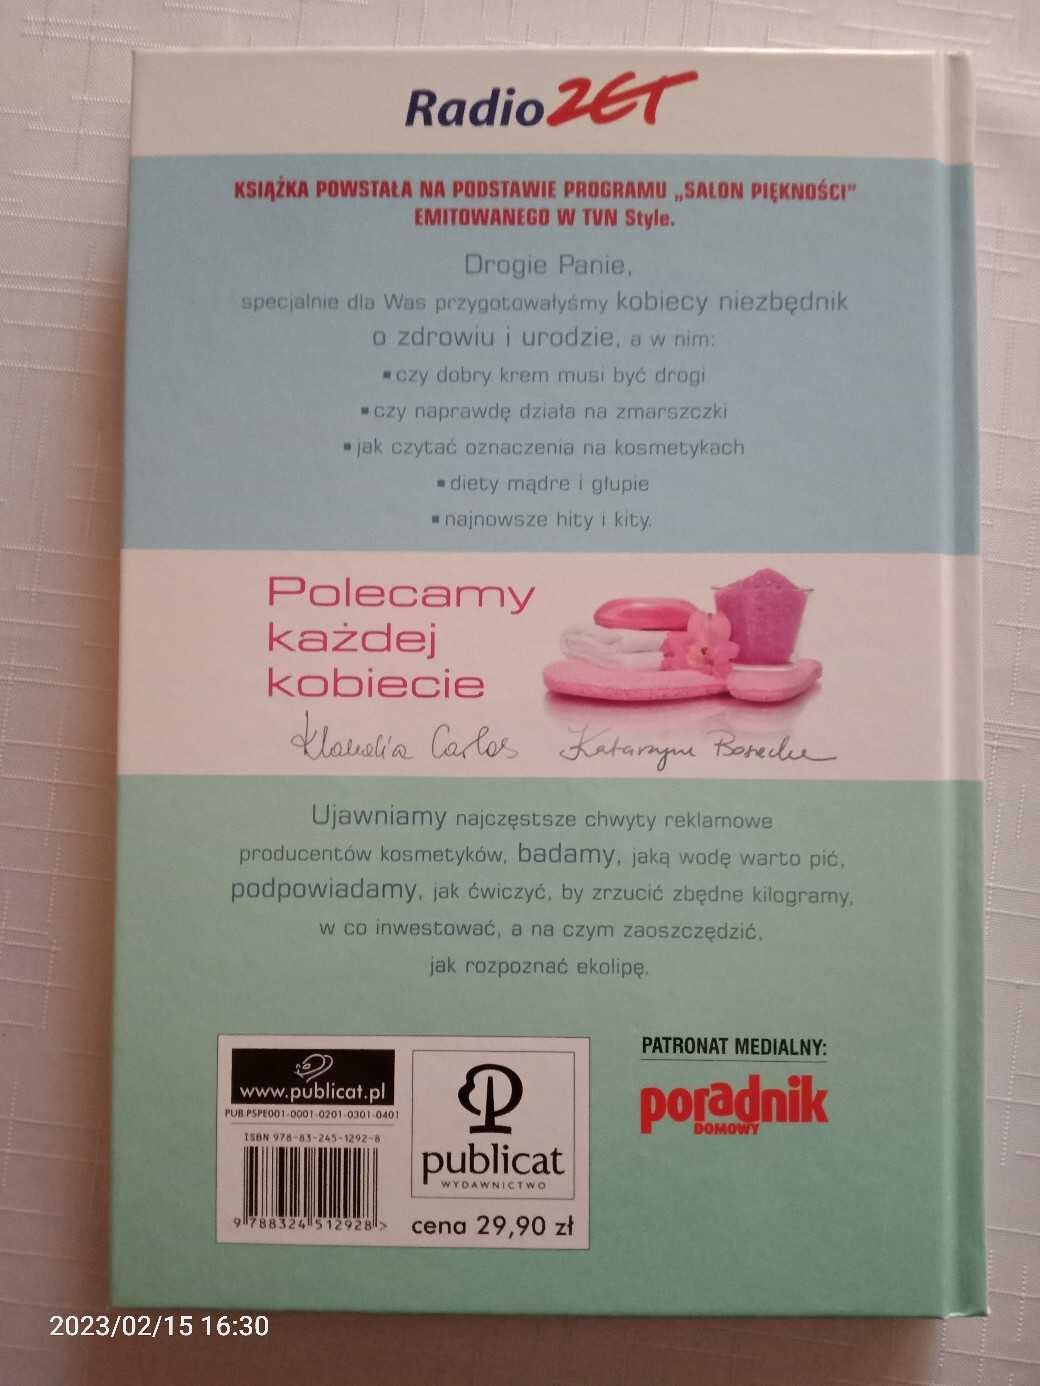 Radio ZET
KSIĄŻKA POWSTAŁA NA PODSTAWIE PROGRAMU „SALON PIĘKNOŚCI"
EMITOWANEGO W TVN Style.
Drogie Panie,
specjalnie dla Was przygotowałyśmy kobiecy niezbędnik
o zdrowiu i urodzie, a w nim:
▪ czy dobry krem musi być drogi
▪ czy naprawdę działa na zmarszczki
▪ jak czytać oznaczenia na kosmetykach
▪ diety mądre i głupie
▪ najnowsze hity i kity.
Polecamy
każdej
kobiecie
Klaudia Carlos Katarzyna Bosacka
Ujawniamy najczęstsze chwyty reklamowe
producentów kosmetyków, badamy, jaką wodę warto pić,
podpowiadamy, jak ćwiczyć, by zrzucić zbędne kilogramy,
w co inwestować, a na czym zaoszczędzić,
jak rozpoznać ekolipę.
www.publicat.pl
PUB.PSPE001-0001-0201-0301-0401
ISBN 978-83-245-1292-8
9 788324 512928 >
publicat
WYDAWNICTWO
cena 29,90 zł
PATRONAT MEDIALNY:
poradnik
DOMOWY
2023/02/15 16:30